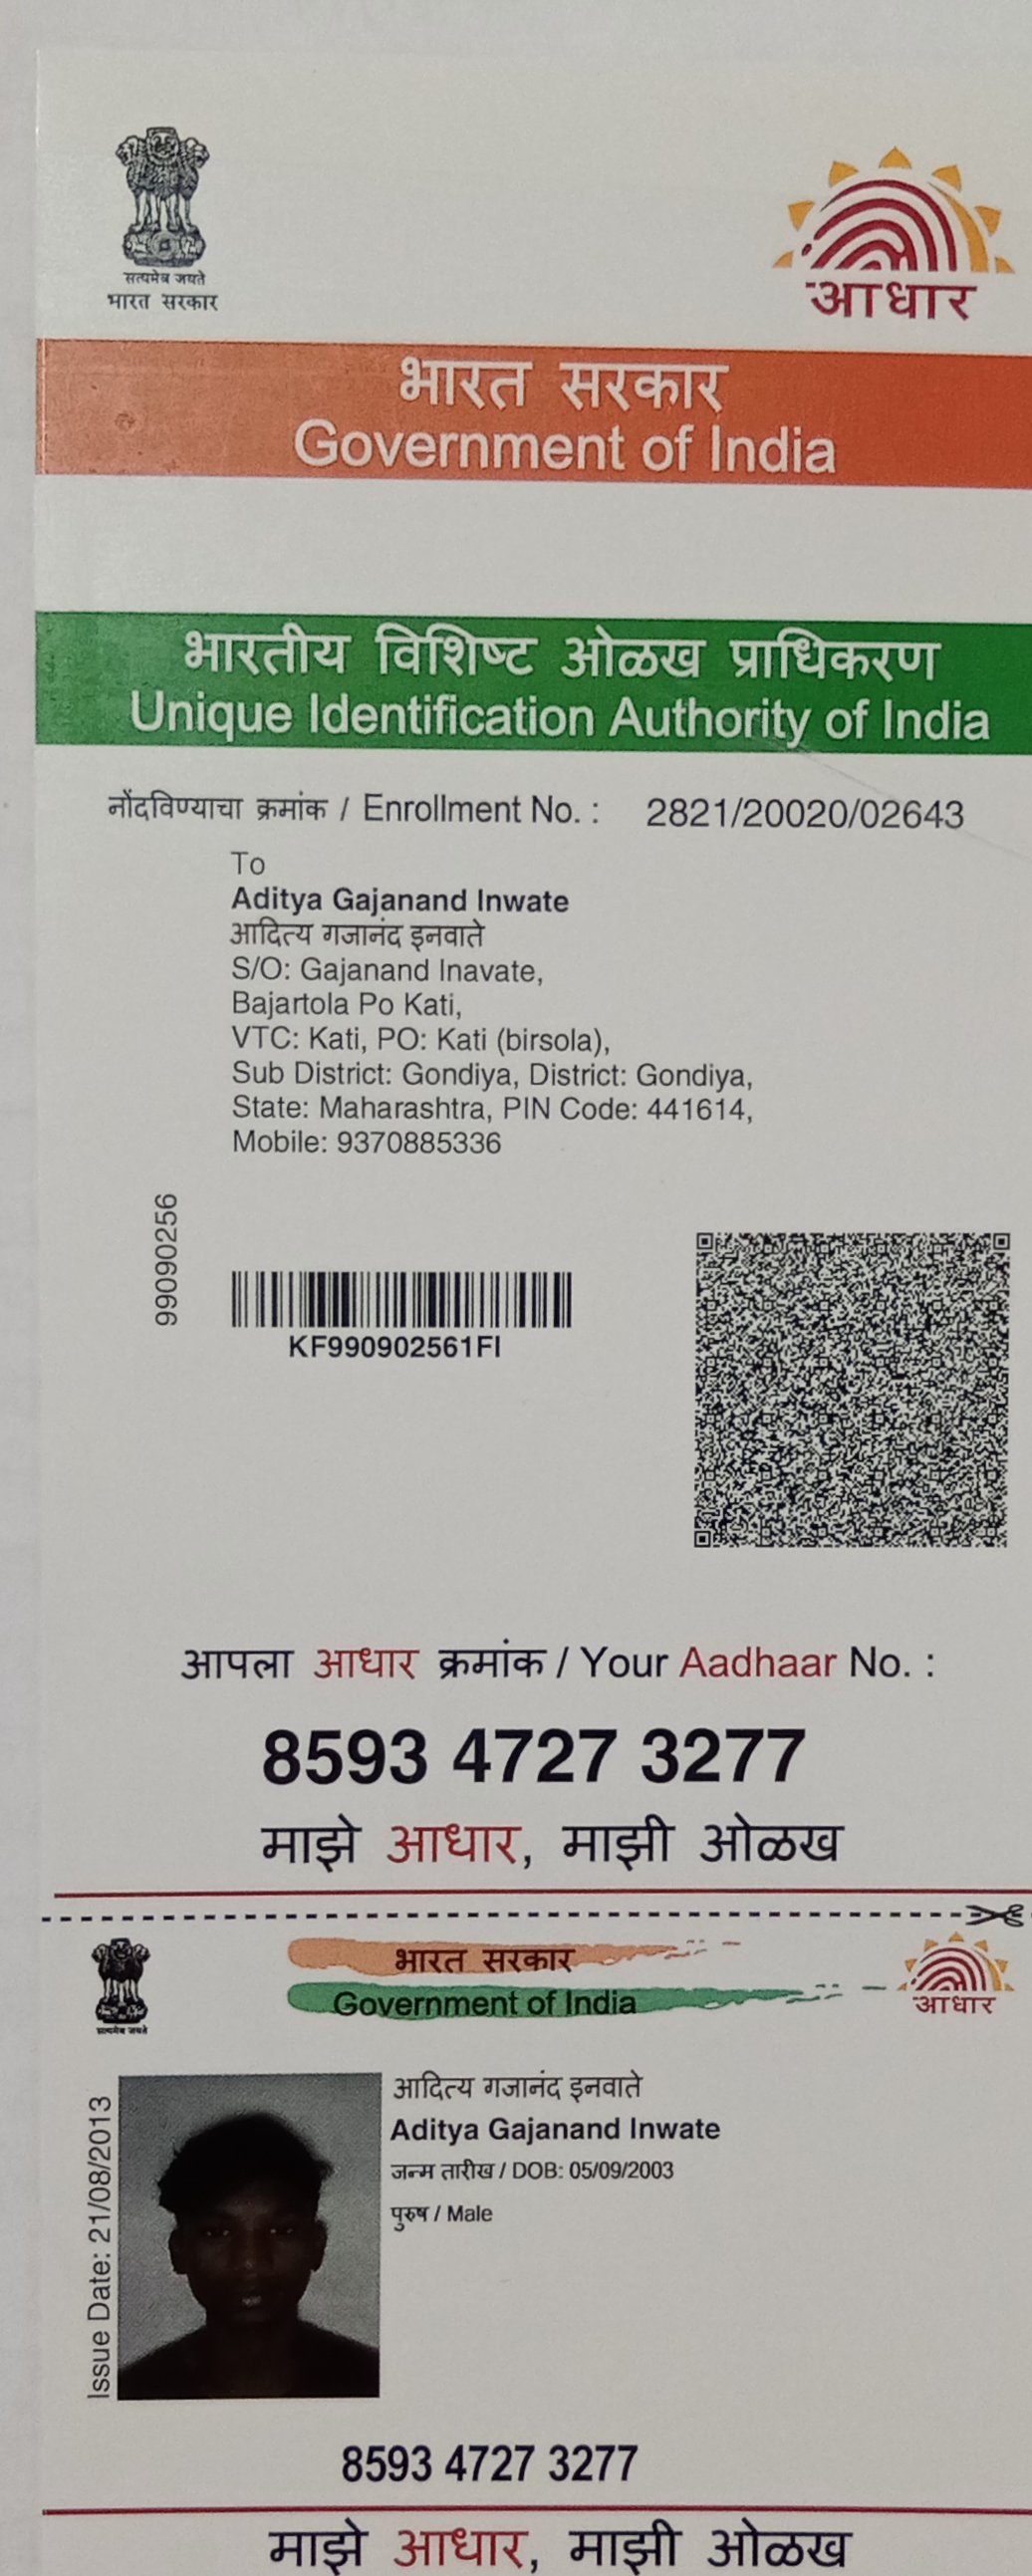 सत्यमेव जयते
भारत सरकार
आधार
भारत सरकार
Government of India
भारतीय विशिष्ट ओळख प्राधिकरण
Unique Identification Authority of India
नोंदविण्याचा क्रमांक / Enrollment No. : 2821/20020/02643
To
Aditya Gajanand Inwate
आदित्य गजानंद इनवाते
S/O: Gajanand Inavate,
Bajartola Po Kati,
VTC: Kati, PO: Kati (birsola),
Sub District: Gondiya, District: Gondiya,
State: Maharashtra, PIN Code: 441614,
Mobile: 9370885336
99090256
KF990902561FI
आपला आधार क्रमांक / Your Aadhaar No. :
8593 4727 3277
माझे आधार, माझी ओळख
सत्यमेव जयते
भारत सरकार
Government of India
आधार
Issue Date: 21/08/2013
आदित्य गजानंद इनवाते
Aditya Gajanand Inwate
जन्म तारीख / DOB: 05/09/2003
पुरुष / Male
8593 4727 3277
माझे आधार, माझी ओळख